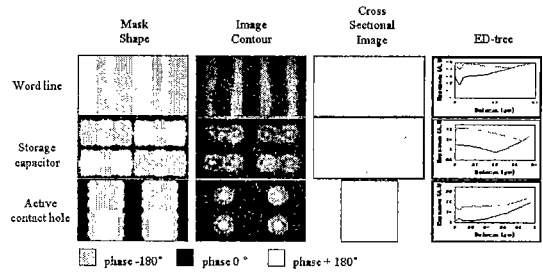 Mask Shape
Image Contour
Cross Sectional Image
ED-tree
Word line
Storage capacitor
Active contact hole
phase -180°
phase 0 °
phase + 180°